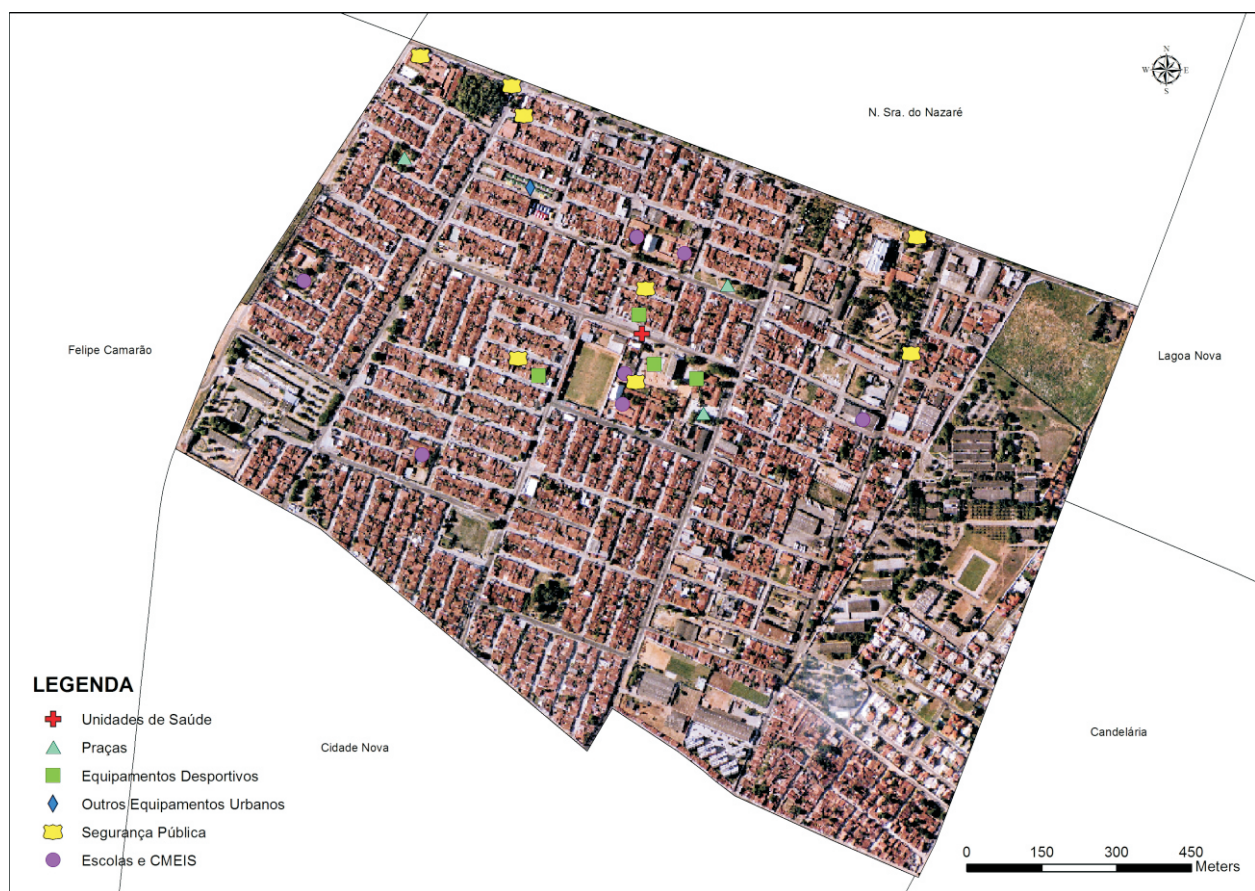 N
W E
S
N. Sra. do Nazaré
Felipe Camarão
Lagoa Nova
Cidade Nova
Candelária
LEGENDA
Unidades de Saúde
Praças
Equipamentos Desportivos
Outros Equipamentos Urbanos
Segurança Pública
Escolas e CMEIS
0 150 300 450
Meters